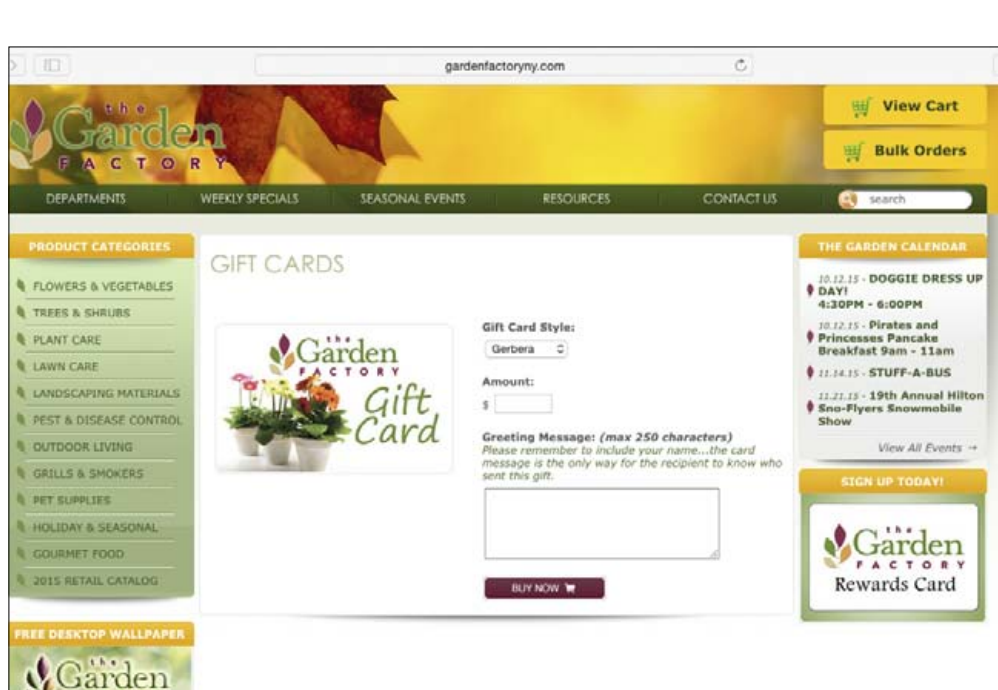 gardenfactoryny.com
the
Garden
FACTORY
View Cart
Bulk Orders
DEPARTMENTS
WEEKLY SPECIALS
SEASONAL EVENTS
RESOURCES
CONTACT US
search
PRODUCT CATEGORIES
FLOWERS & VEGETABLES
TREES & SHRUBS
PLANT CARE
LAWN CARE
LANDSCAPING MATERIALS
PEST & DISEASE CONTROL
OUTDOOR LIVING
GRILLS & SMOKERS
PET SUPPLIES
HOLIDAY & SEASONAL
GOURMET FOOD
2015 RETAIL CATALOG
FREE DESKTOP WALLPAPER
the
Garden
GIFT CARDS
the
Garden
FACTORY
Gift
Card
Gift Card Style:
Gerbera
Amount:
$
Greeting Message: (max 250 characters)
Please remember to include your name...the card
message is the only way for the recipient to know who
sent this gift.
BUY NOW
THE GARDEN CALENDAR
10.12.15 - DOGGIE DRESS UP
DAY!
4:30PM - 6:00PM
10.12.15 - Pirates and
Princesses Pancake
Breakfast 9am - 11am
11.14.15 - STUFF-A-BUS
11.21.15 - 19th Annual Hilton
Sno-Flyers Snowmobile
Show
View All Events →
SIGN UP TODAY!
the
Garden
FACTORY
Rewards Card